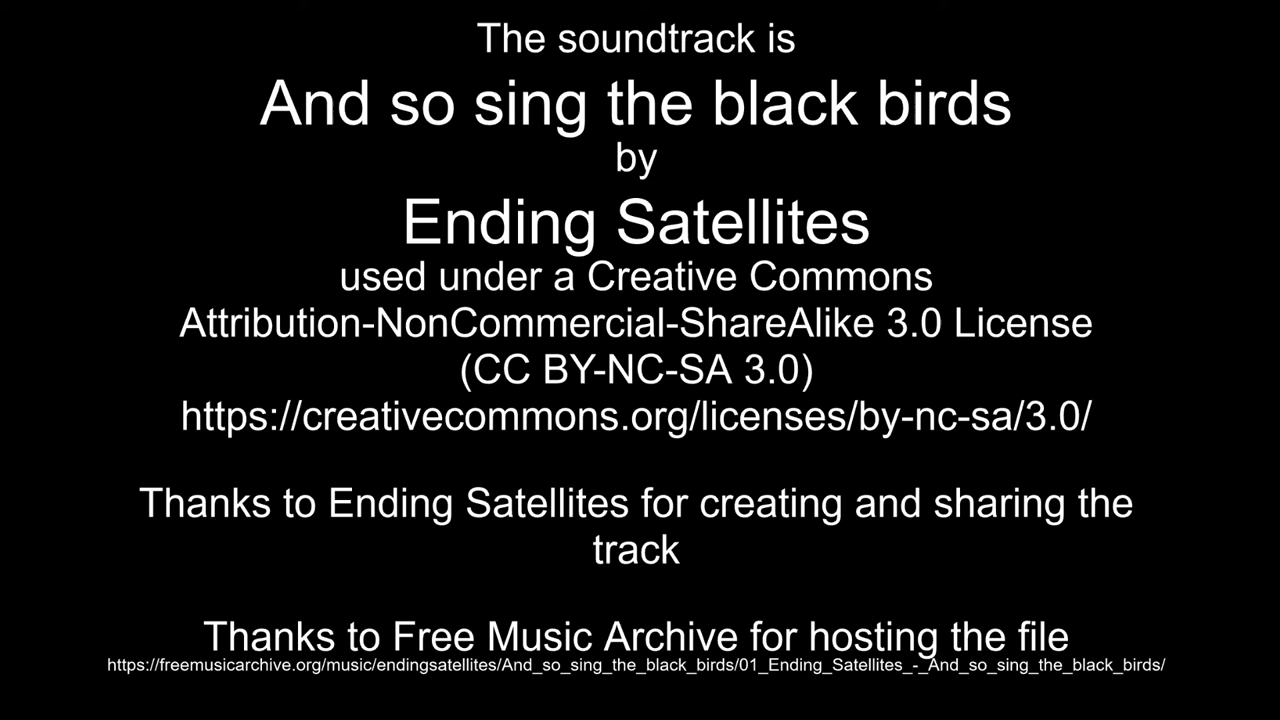 The soundtrack is
And so sing the black birds
by
Ending Satellites
used under a Creative Commons
Attribution-NonCommercial-ShareAlike 3.0 License
(CC BY-NC-SA 3.0)
https://creativecommons.org/licenses/by-nc-sa/3.0/
Thanks to Ending Satellites for creating and sharing the
track
Thanks to Free Music Archive for hosting the file
https://freemusicarchive.org/music/endingsatellites/And_so_sing_the_black_birds/01_Ending_Satellites_-_And_so_sing_the_black_birds/